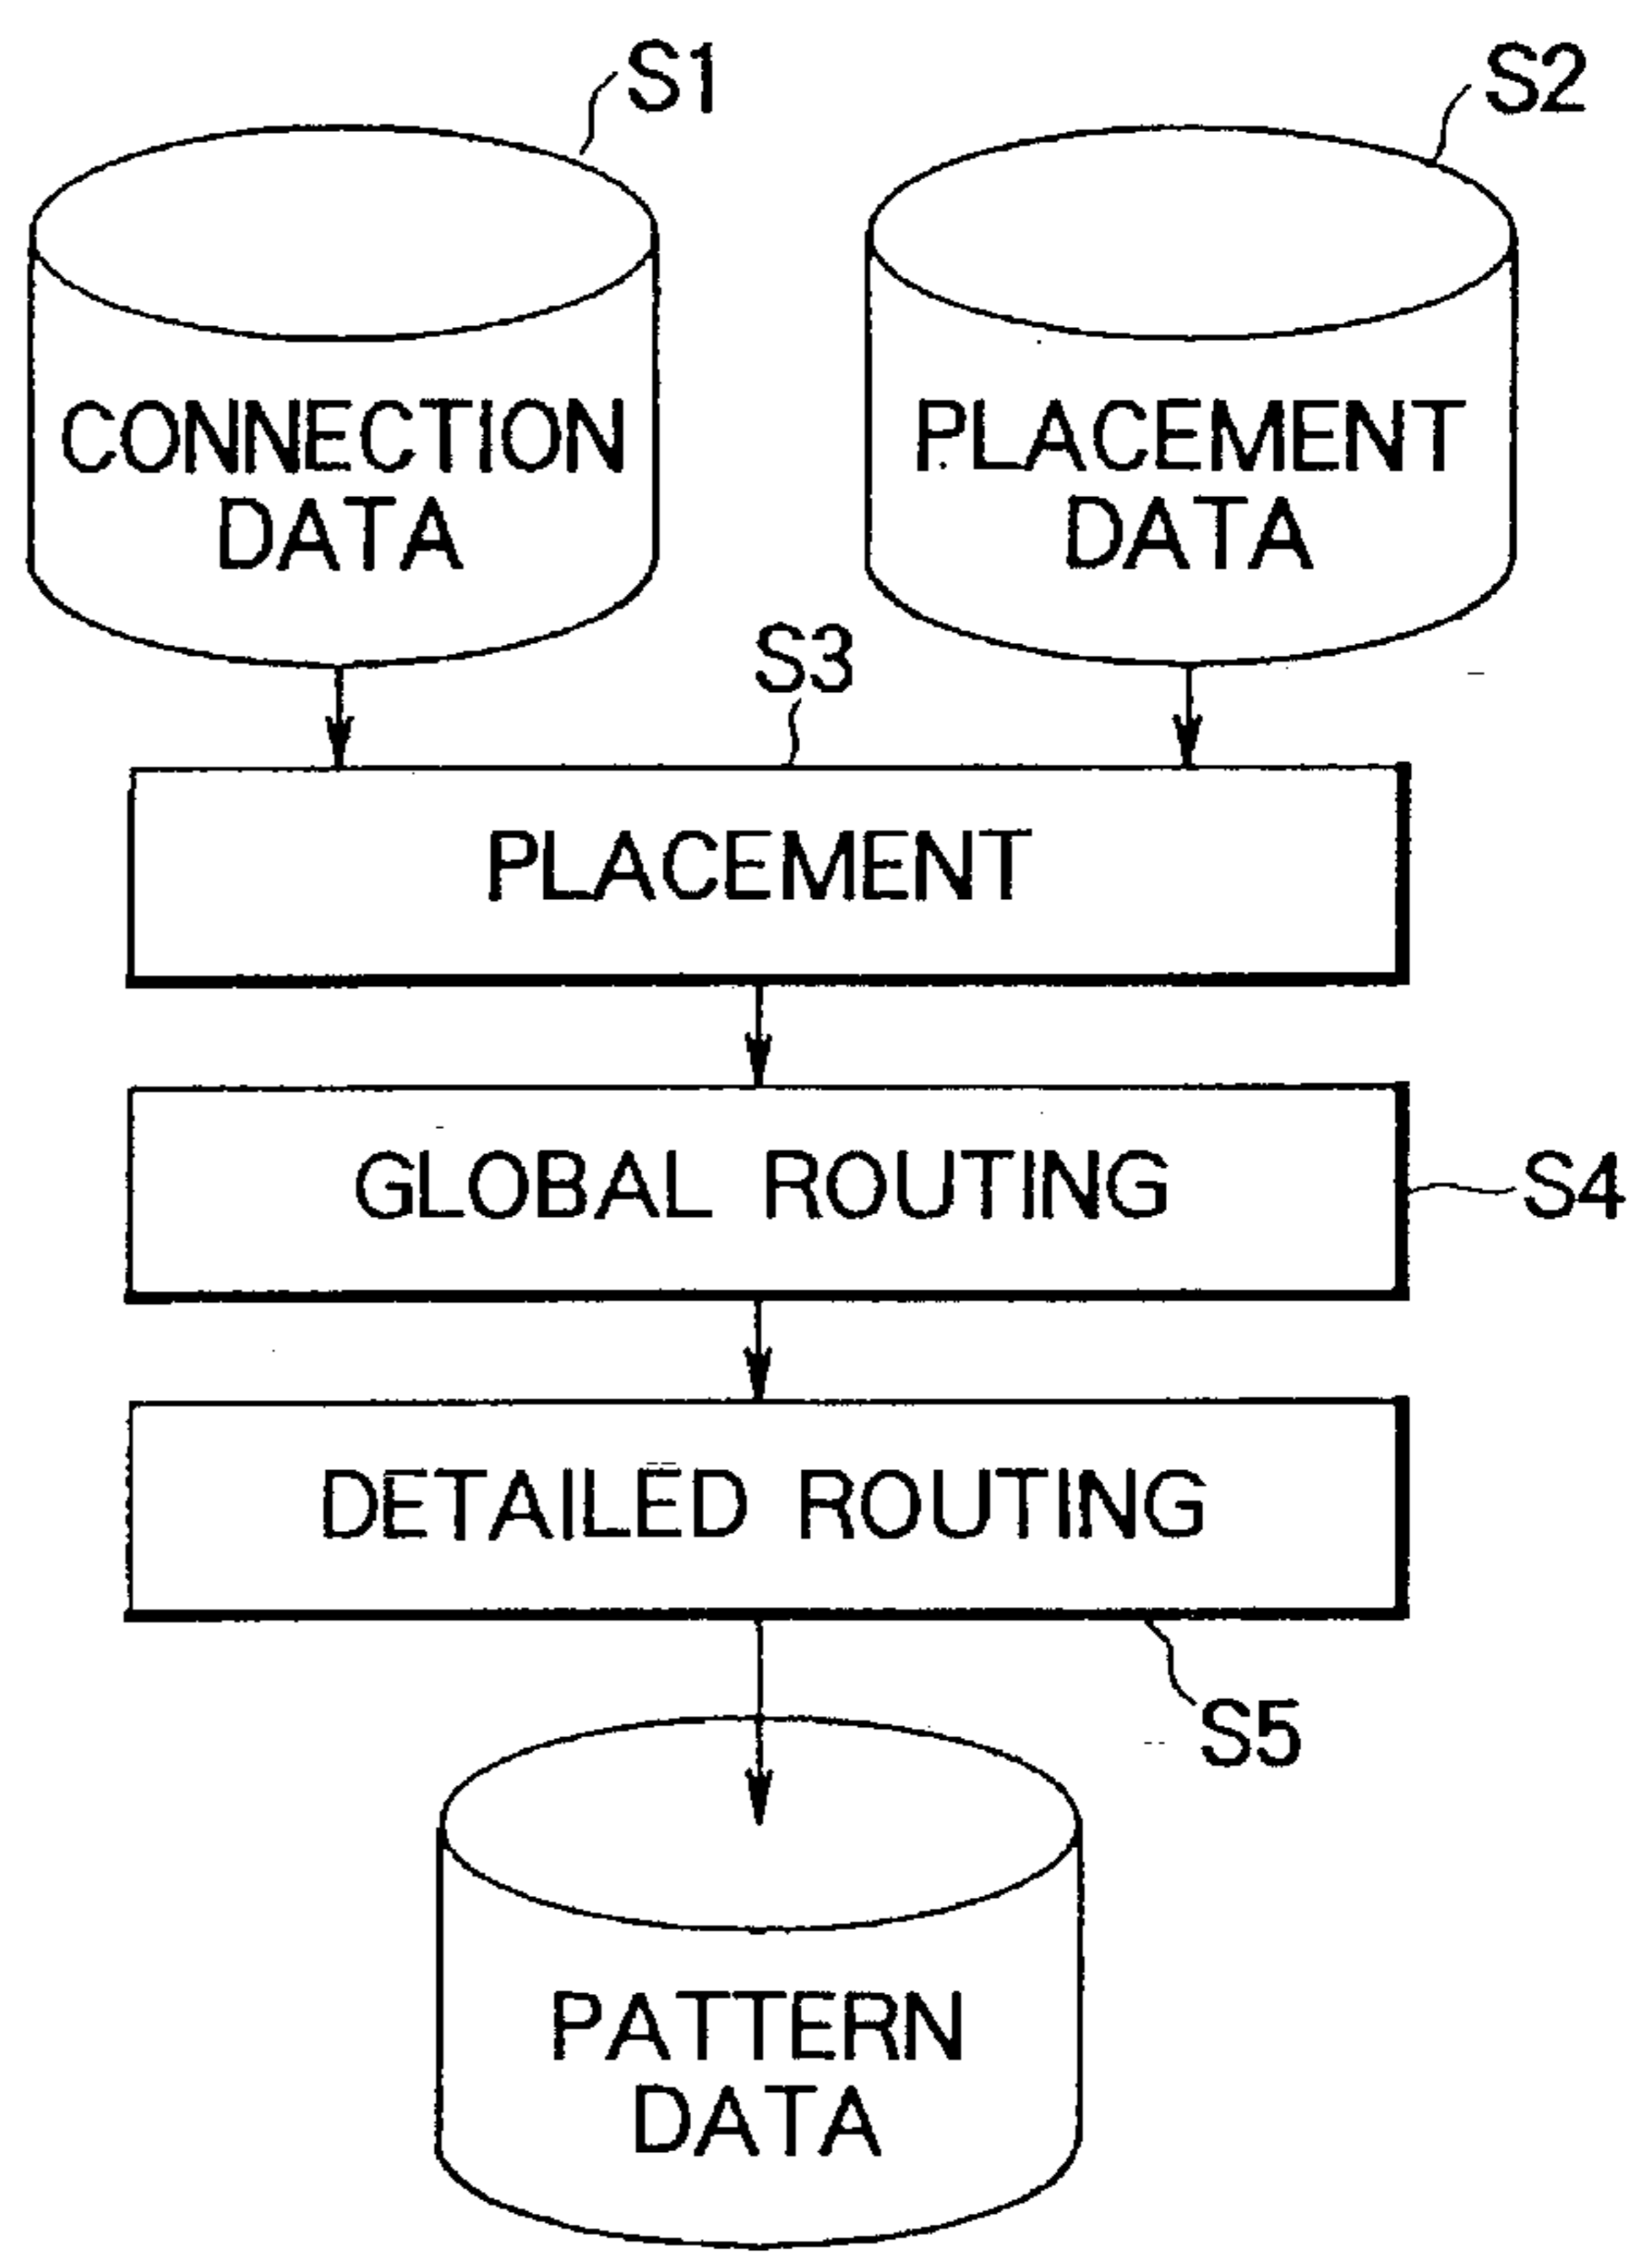 S1
S2
CONNECTION
DATA
PLACEMENT
DATA
S3
PLACEMENT
GLOBAL ROUTING
S4
DETAILED ROUTING
S5
PATTERN
DATA